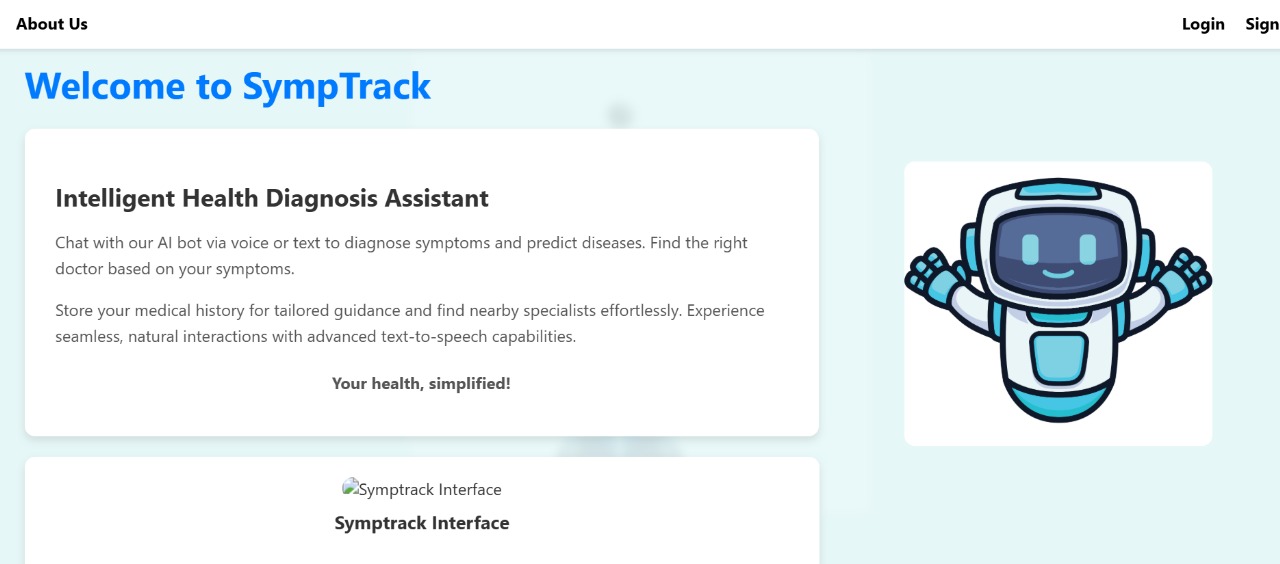 About Us
Login
Sign
Welcome to SympTrack
Intelligent Health Diagnosis Assistant
Chat with our AI bot via voice or text to diagnose symptoms and predict diseases. Find the right
doctor based on your symptoms.
Store your medical history for tailored guidance and find nearby specialists effortlessly. Experience
seamless, natural interactions with advanced text-to-speech capabilities.
Your health, simplified!
Symptrack Interface
Symptrack Interface